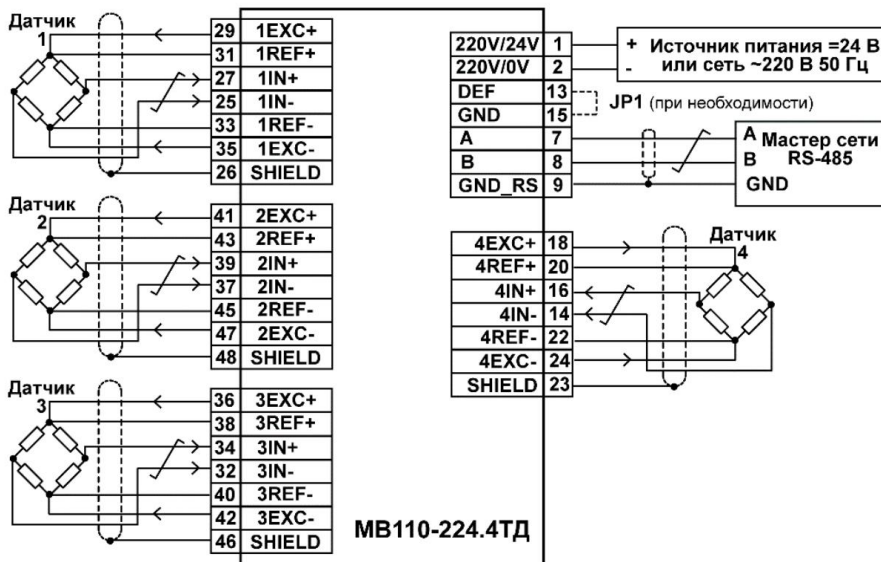 Датчик
1
29 1EXC+
31 1REF+
27 1IN+
25 1IN-
33 1REF-
35 1EXC-
26 SHIELD
Датчик
2
41 2EXC+
43 2REF+
39 2IN+
37 2IN-
45 2REF-
47 2EXC-
48 SHIELD
Датчик
3
36 3EXC+
38 3REF+
34 3IN+
32 3IN-
40 3REF-
42 3EXC-
46 SHIELD
МВ110-224.4ТД
220V/24V 1
220V/0V 2
DEF 13
GND 15
A 7
B 8
GND_RS 9
+ Источник питания =24 В
- или сеть ~220 В 50 Гц
JP1 (при необходимости)
A Мастер сети
B RS-485
GND
4EXC+ 18
4REF+ 20
4IN+ 16
4IN- 14
4REF- 22
4EXC- 24
SHIELD 23
Датчик
4